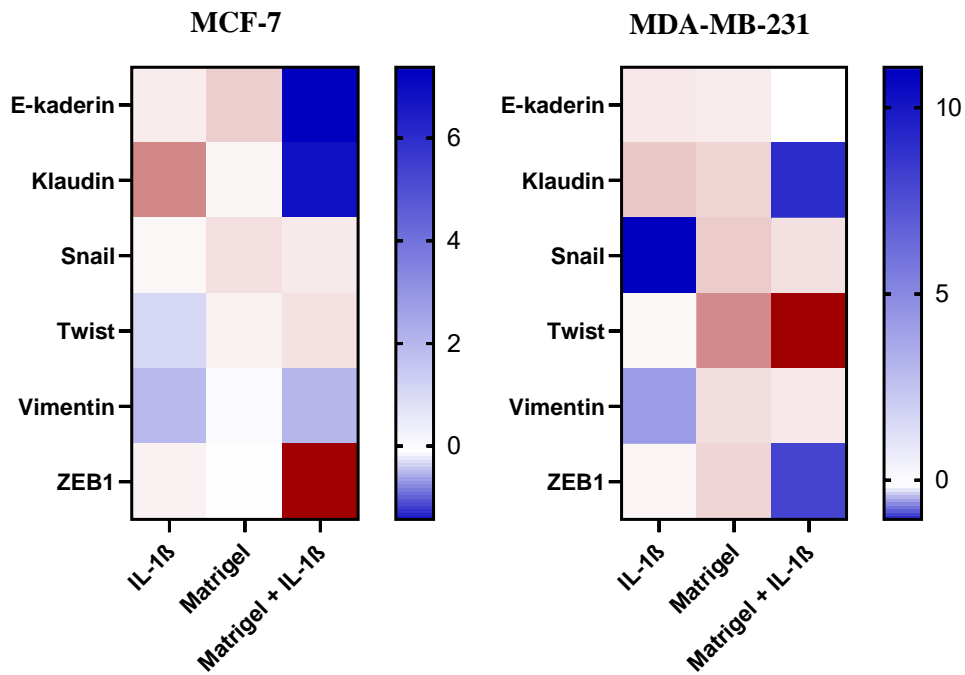 MCF-7
E-kaderin
Klaudin
Snail
Twist
Vimentin
ZEB1
IL-1ß
Matrigel
Matrigel + IL-1ß
6
4
2
0
MDA-MB-231
E-kaderin
Klaudin
Snail
Twist
Vimentin
ZEB1
IL-1ß
Matrigel
Matrigel + IL-1ß
10
5
0